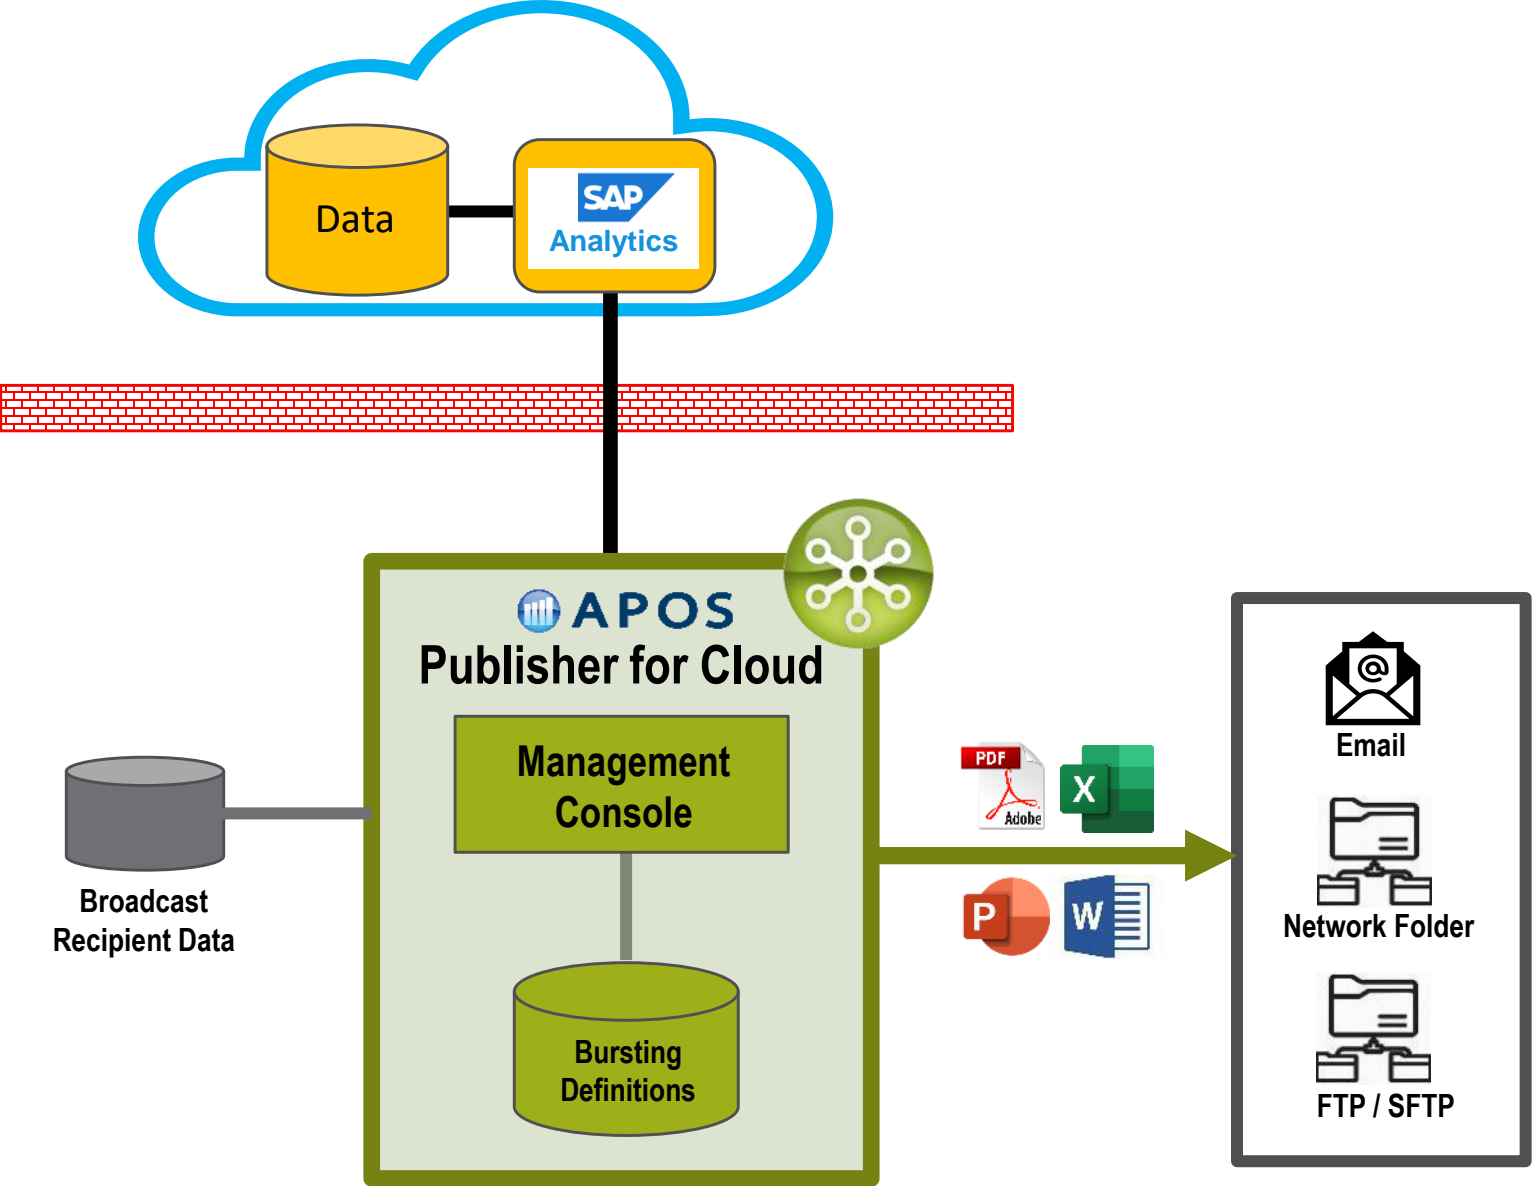 Data
SAP
Analytics
APOS
Publisher for Cloud
Management
Console
Bursting
Definitions
Broadcast
Recipient Data
PDF
Adobe
X
P
W
@
Email
Network Folder
FTP / SFTP